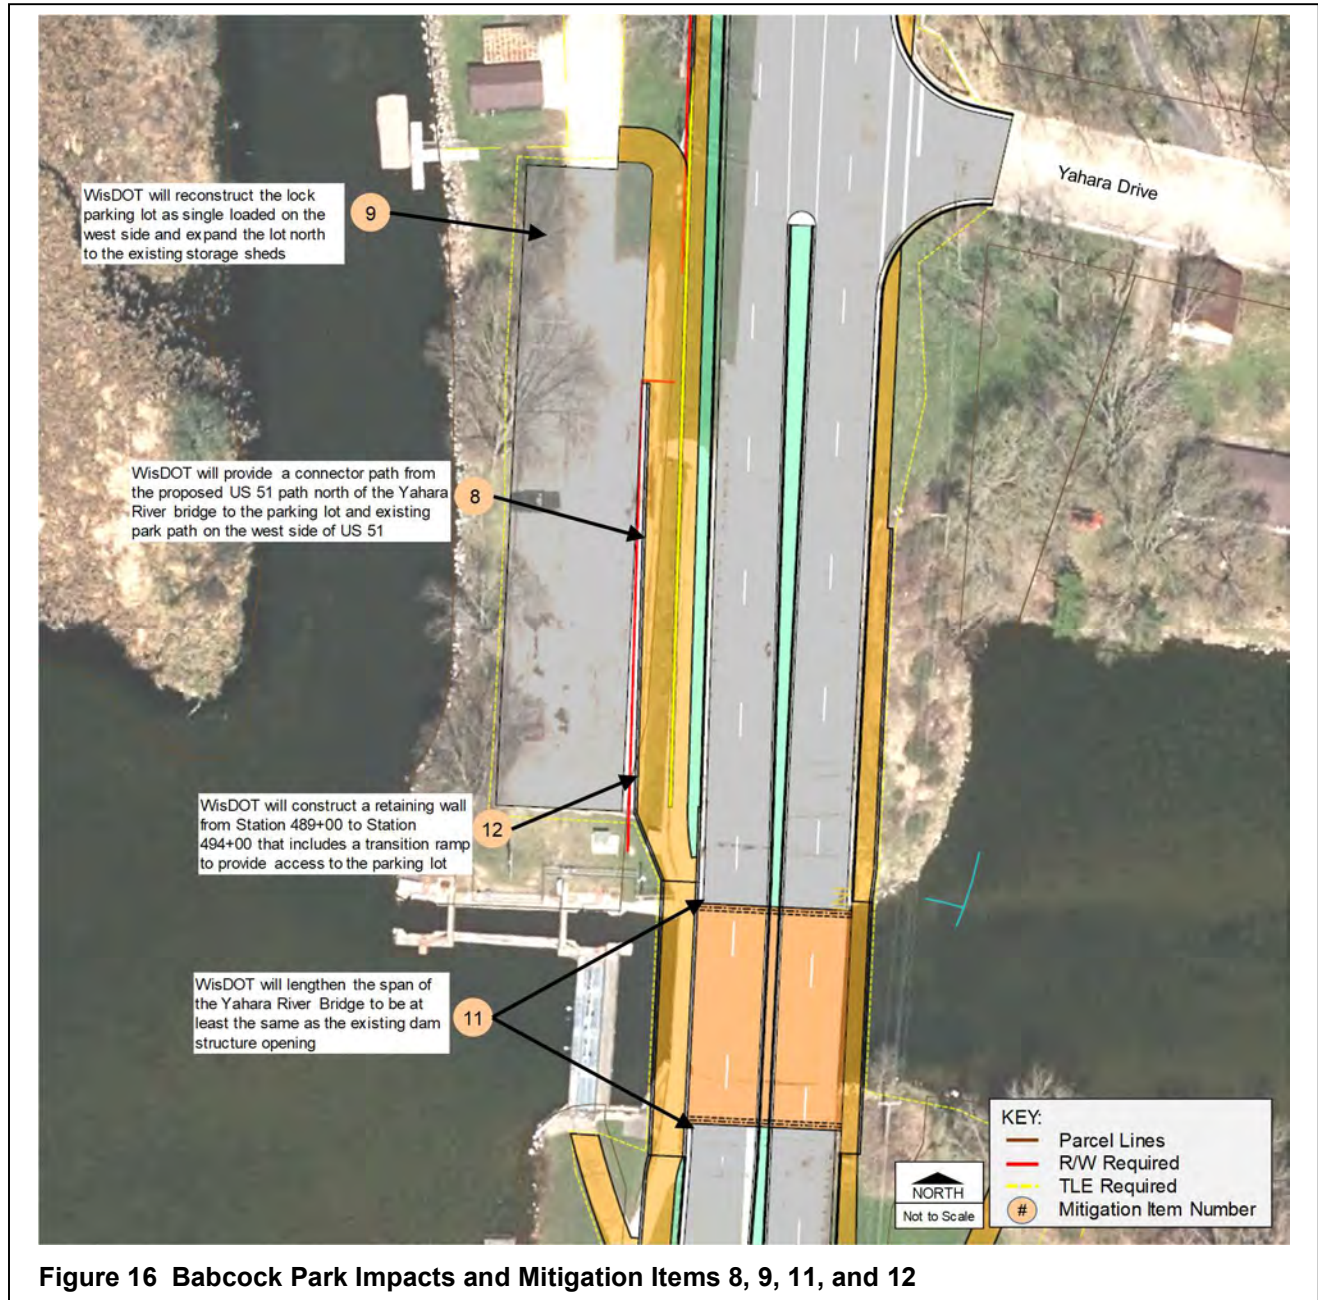 Yahara Drive
WisDOT will reconstruct the lock
parking lot as single loaded on the
west side and expand the lot north
to the existing storage sheds
9
WisDOT will provide a connector path from
the proposed US 51 path north of the Yahara
River bridge to the parking lot and existing
park path on the west side of US 51
8
WisDOT will construct a retaining wall
from Station 489+00 to Station
494+00 that includes a transition ramp
to provide access to the parking lot
12
WisDOT will lengthen the span of
the Yahara River Bridge to be at
least the same as the existing dam
structure opening
11
NORTH
Not to Scale
KEY:
Parcel Lines
R/W Required
TLE Required
# Mitigation Item Number
Figure 16 Babcock Park Impacts and Mitigation Items 8, 9, 11, and 12